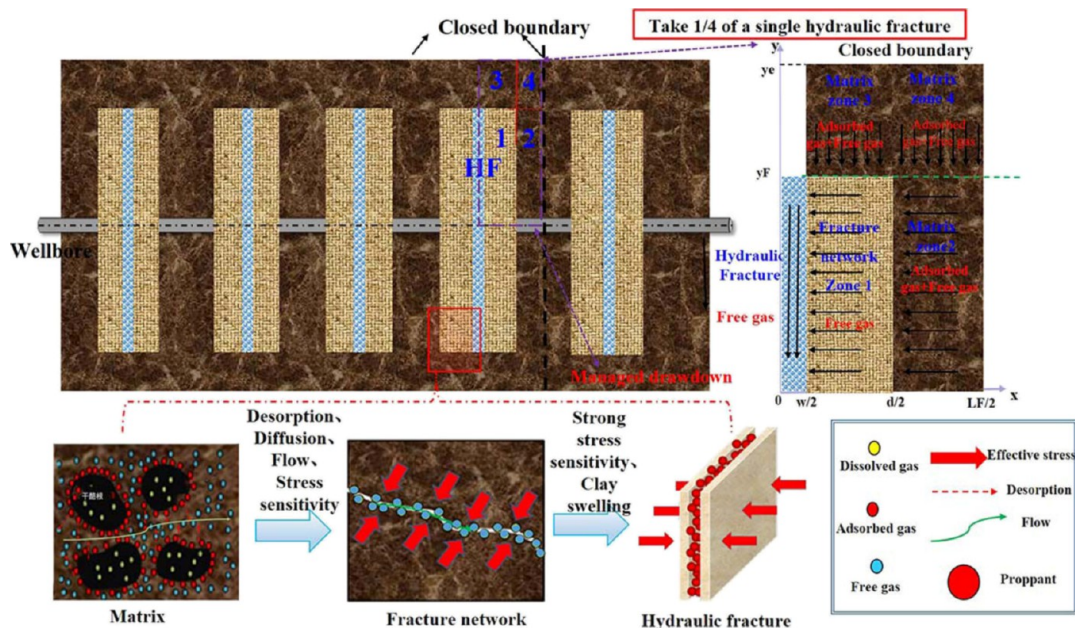 Closed boundary
Take 1/4 of a single hydraulic fracture
3
4
1
2
HF
Wellbore
Managed drawdown
y
Closed boundary
ye
Matrix
zone 3
Matrix
zone 4
Adsorbed
gas+Free gas
Adsorbed
gas+Free gas
yF
Hydraulic
Fracture
Free gas
Fracture
network
Zone 1
Free gas
Matrix
zone2
Adsorbed
gas+Free gas
0
w/2
d/2
LF/2
x
Desorption、
Diffusion、
Flow、
Stress
sensitivity
Strong
stress
sensitivity、
Clay
swelling
干酪根
Matrix
Fracture network
Hydraulic fracture
Dissolved gas
Effective stress
Adsorbed gas
Desorption
Flow
Free gas
Proppant